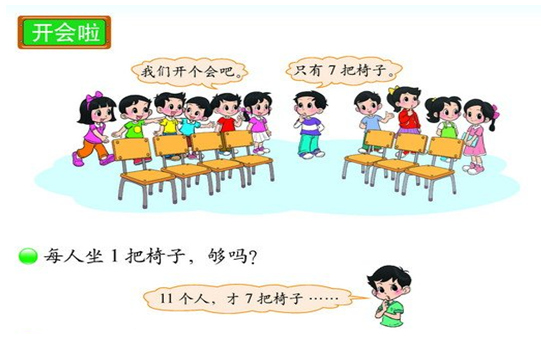 开会啦
我们开个会吧。
只有7把椅子。
每人坐1把椅子，够吗？
11个人，才7把椅子……